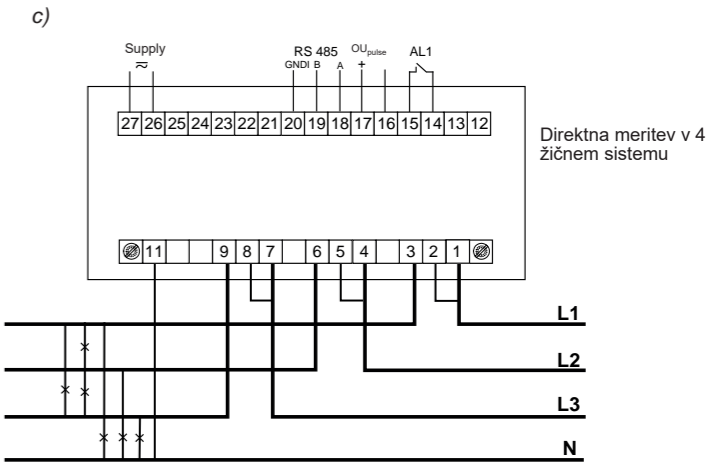 c)
Supply
RS 485
OUpulse
AL1
GNDI B A + 
27 26 25 24 23 22 21 20 19 18 17 16 15 14 13 12
Direktna meritev v 4
žičnem sistemu
11 9 8 7 6 5 4 3 2 1
L1
L2
L3
N